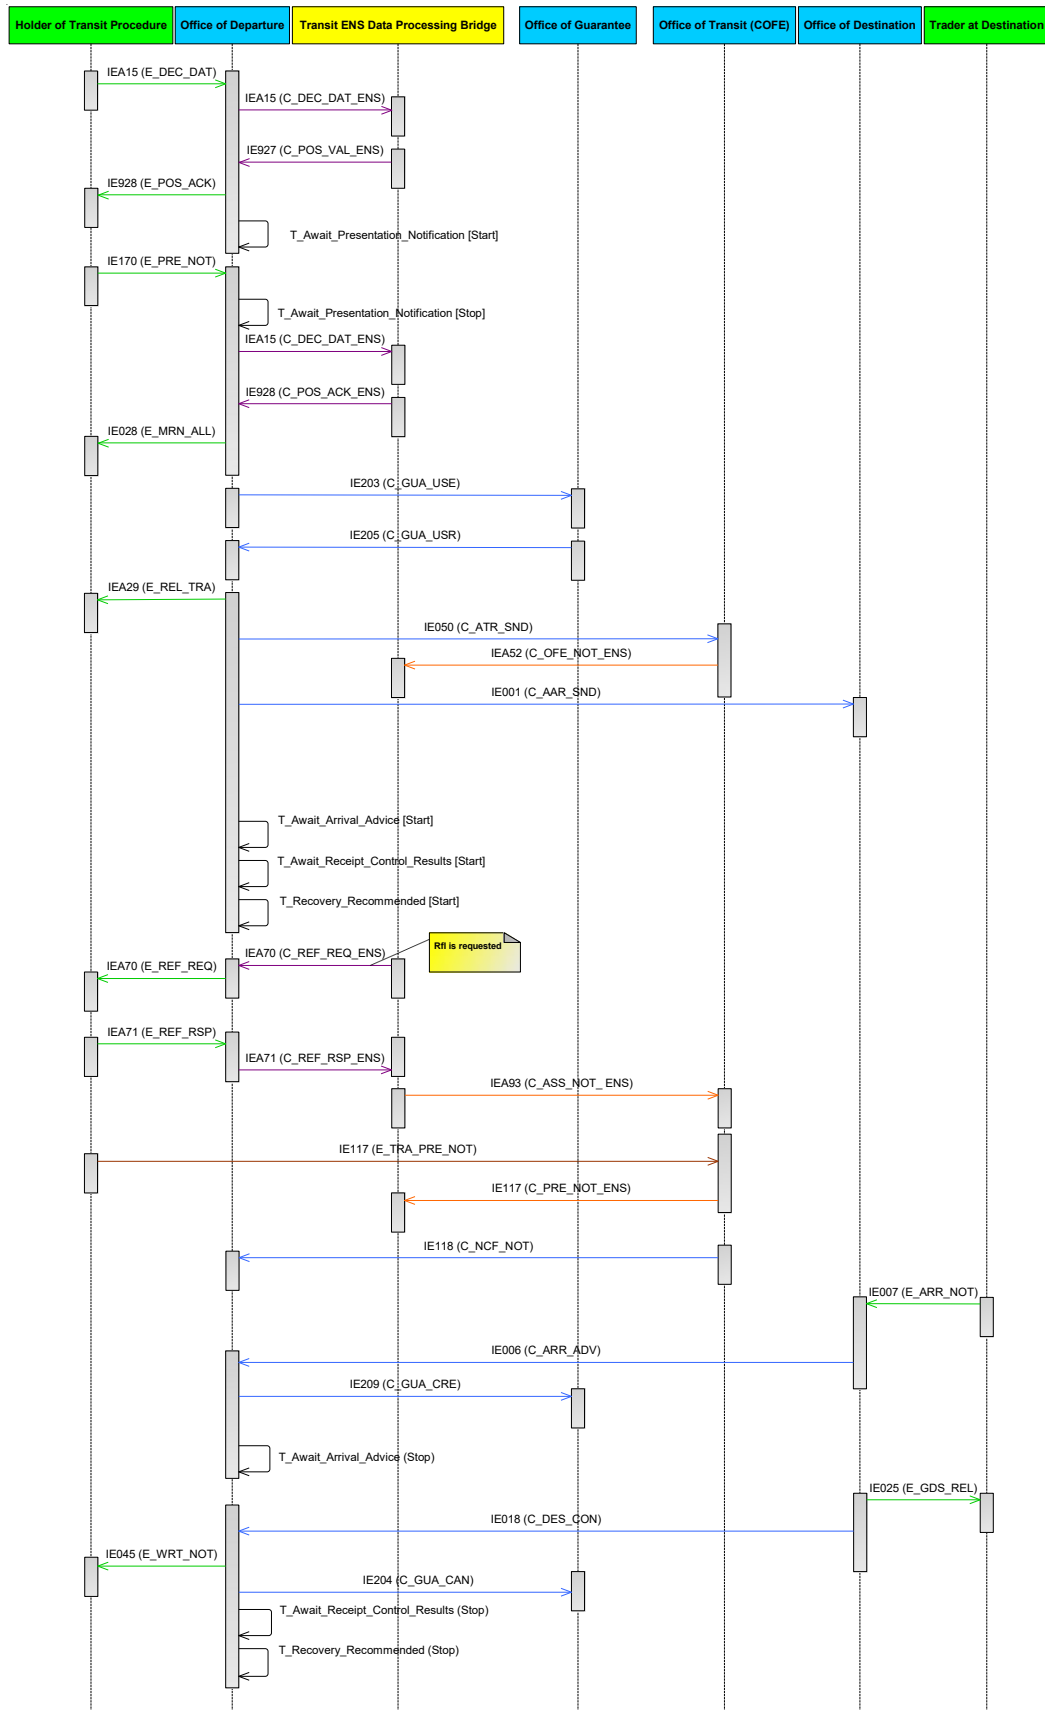 Holder of Transit Procedure
Office of Departure
Transit ENS Data Processing Bridge
Office of Guarantee
Office of Transit (COFE)
Office of Destination
Trader at Destination
IEA15 (E_DEC_DAT)
IEA15 (C_DEC_DAT_ENS)
IE927 (C_POS_VAL_ENS)
IE928 (E_POS_ACK)
T_Await_Presentation_Notification [Start]
IE170 (E_PRE_NOT)
T_Await_Presentation_Notification [Stop]
IEA15 (C_DEC_DAT_ENS)
IE928 (C_POS_ACK_ENS)
IE028 (E_MRN_ALL)
IE203 (C_GUA_USE)
IE205 (C_GUA_USR)
IEA29 (E_REL_TRA)
IE050 (C_ATR_SND)
IEA52 (C_OFE_NOT_ENS)
IE001 (C_AAR_SND)
T_Await_Arrival_Advice [Start]
T_Await_Receipt_Control_Results [Start]
T_Recovery_Recommended [Start]
RfI is requested
IEA70 (C_REF_REQ_ENS)
IEA70 (E_REF_REQ)
IEA71 (E_REF_RSP)
IEA71 (C_REF_RSP_ENS)
IEA93 (C_ASS_NOT_ ENS)
IE117 (E_TRA_PRE_NOT)
IE117 (C_PRE_NOT_ENS)
IE118 (C_NCF_NOT)
IE007 (E_ARR_NOT)
IE006 (C_ARR_ADV)
IE209 (C_GUA_CRE)
T_Await_Arrival_Advice (Stop)
IE025 (E_GDS_REL)
IE018 (C_DES_CON)
IE045 (E_WRT_NOT)
IE204 (C_GUA_CAN)
T_Await_Receipt_Control_Results (Stop)
T_Recovery_Recommended (Stop)